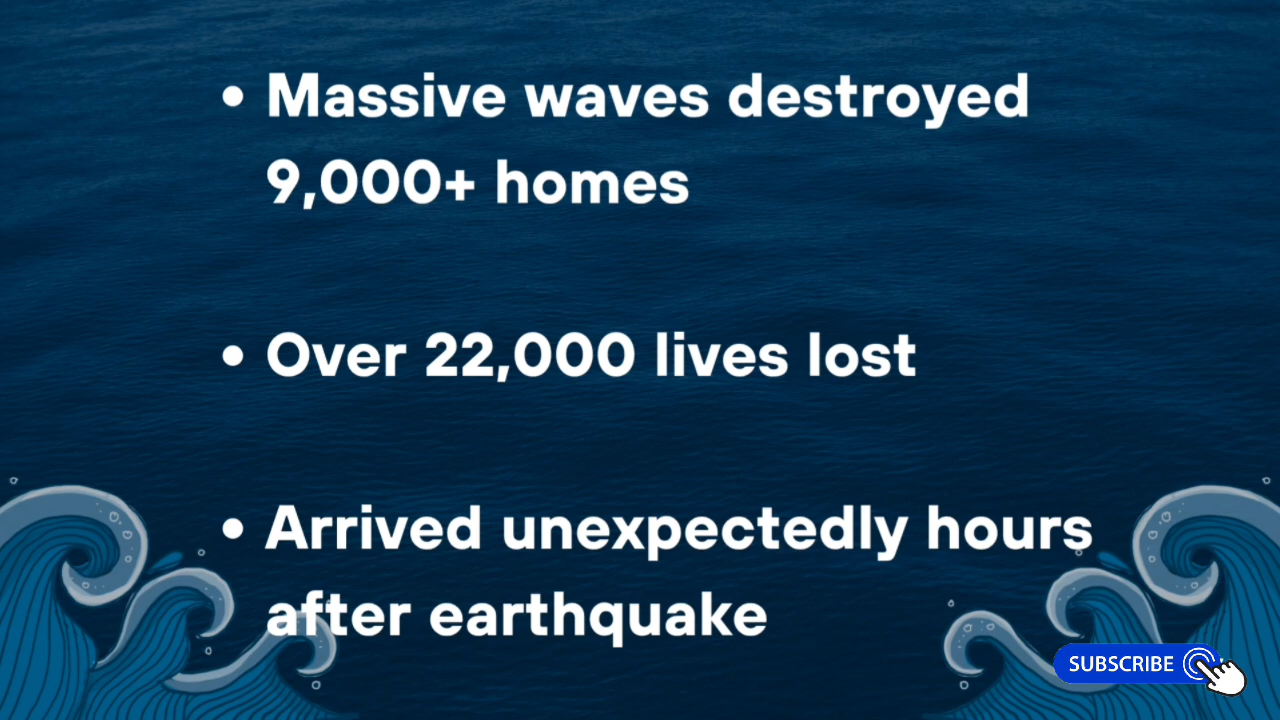 • Massive waves destroyed
9,000+ homes
• Over 22,000 lives lost
• Arrived unexpectedly hours
after earthquake
SUBSCRIBE